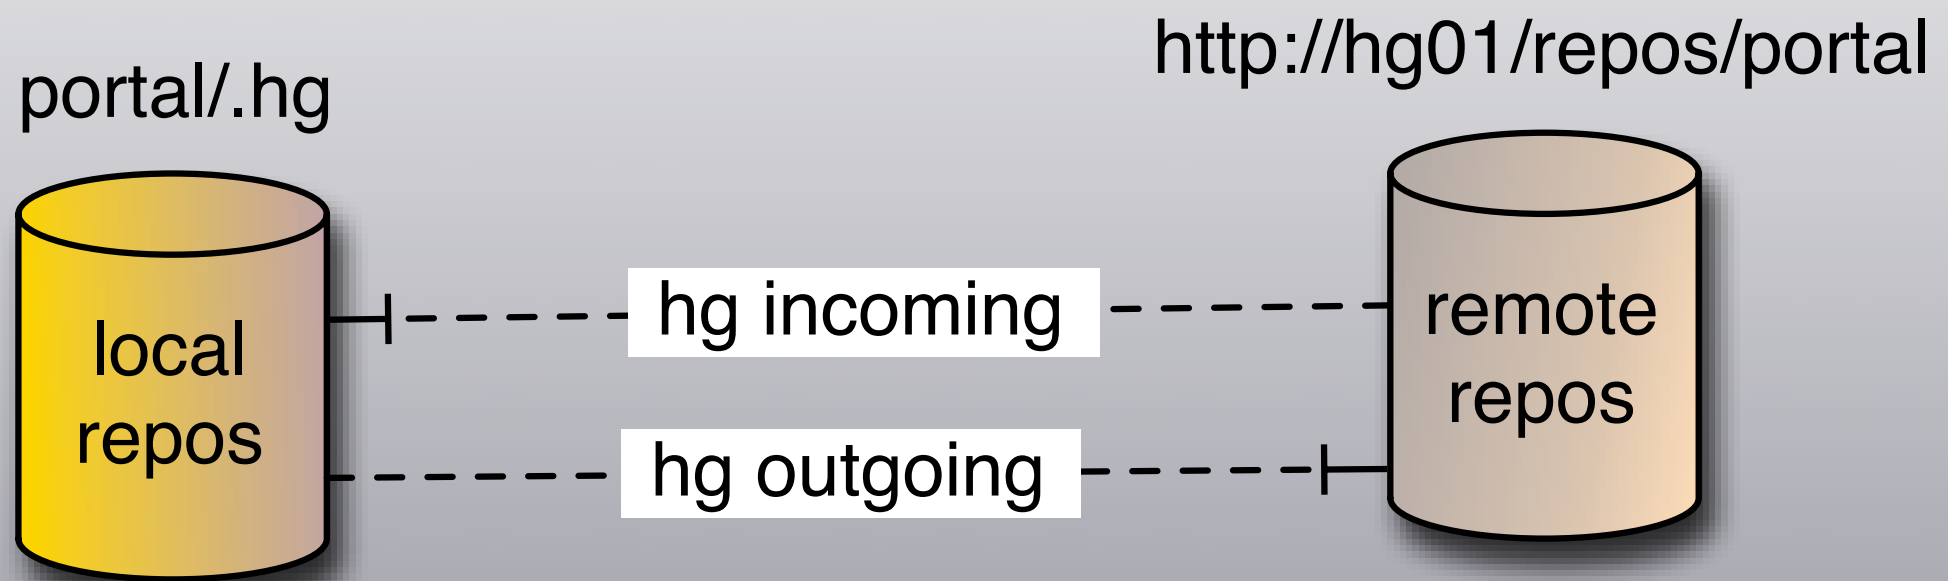 http://hg01/repos/portal
portal/.hg
hg incoming
remote
repos
local
repos
hg outgoing